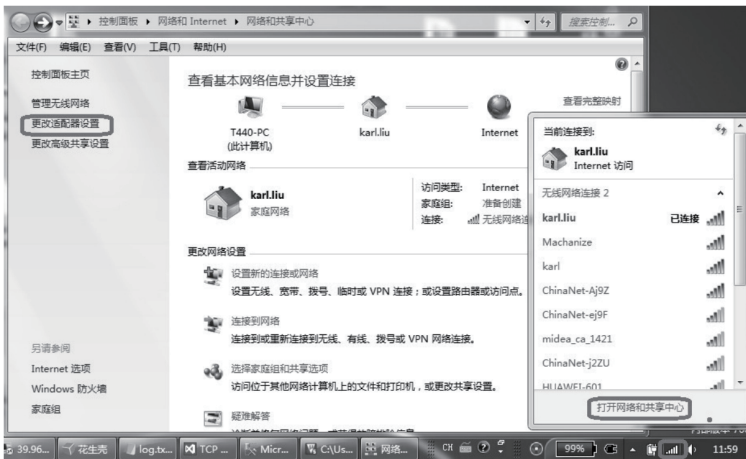 控制面板 ▸ 网络和 Internet ▸ 网络和共享中心
搜索控制...
文件(F) 编辑(E) 查看(V) 工具(T) 帮助(H)
控制面板主页
管理无线网络
更改适配器设置
更改高级共享设置
查看基本网络信息并设置连接
查看完整映射
T440-PC
(此计算机)
karl.liu
Internet
查看活动网络
karl.liu
家庭网络
访问类型: Internet
家庭组: 准备创建
连接: 无线网络连
更改网络设置
设置新的连接或网络
设置无线、宽带、拨号、临时或 VPN 连接；或设置路由器或访问点。
连接到网络
连接到或重新连接到无线、有线、拨号或 VPN 网络连接。
选择家庭组和共享选项
访问位于其他网络计算机上的文件和打印机，或更改共享设置。
疑难解答
另请参阅
Internet 选项
Windows 防火墙
家庭组
当前连接到:
karl.liu
Internet 访问
无线网络连接 2
karl.liu 已连接
Machanize
karl
ChinaNet-Aj9Z
ChinaNet-ej9F
midea_ca_1421
ChinaNet-j2ZU
HUAWEI-601
打开网络和共享中心
39.96... 花生壳 log.tx... TCP ... Micr... C:\Us... 网络... CH 99% 11:59